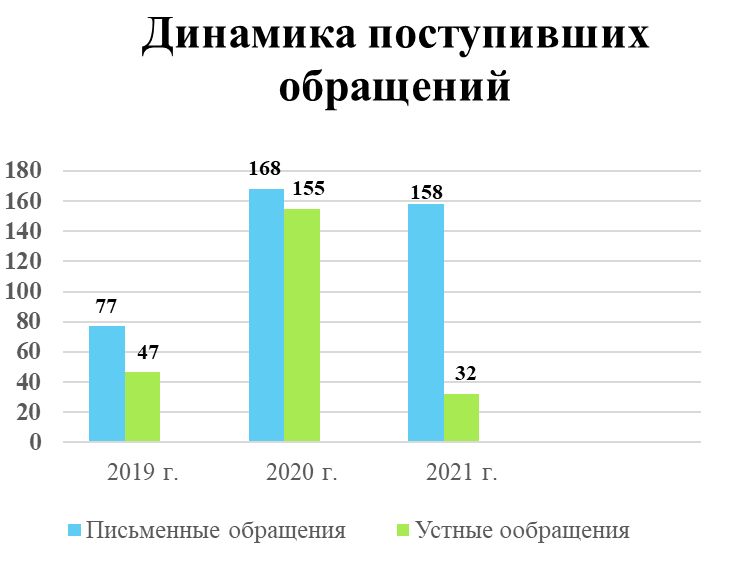 Динамика поступивших
обращений
180
160
140
120
100
80
60
40
20
0
77
47
168
155
158
32
2019 г.
2020 г.
2021 г.
Письменные обращения
Устные ообращения